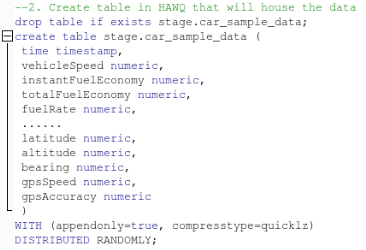 --2. Create table in HAWQ that will house the data
drop table if exists stage.car_sample_data;
create table stage.car_sample_data (
time timestamp,
vehicleSpeed numeric,
instantFuelEconomy numeric,
totalFuelEconomy numeric,
fuelRate numeric,
......
latitude numeric,
altitude numeric,
bearing numeric,
gpsSpeed numeric,
gpsAccuracy numeric
)
WITH (appendonly=true, compresstype=quicklz)
DISTRIBUTED RANDOMLY;